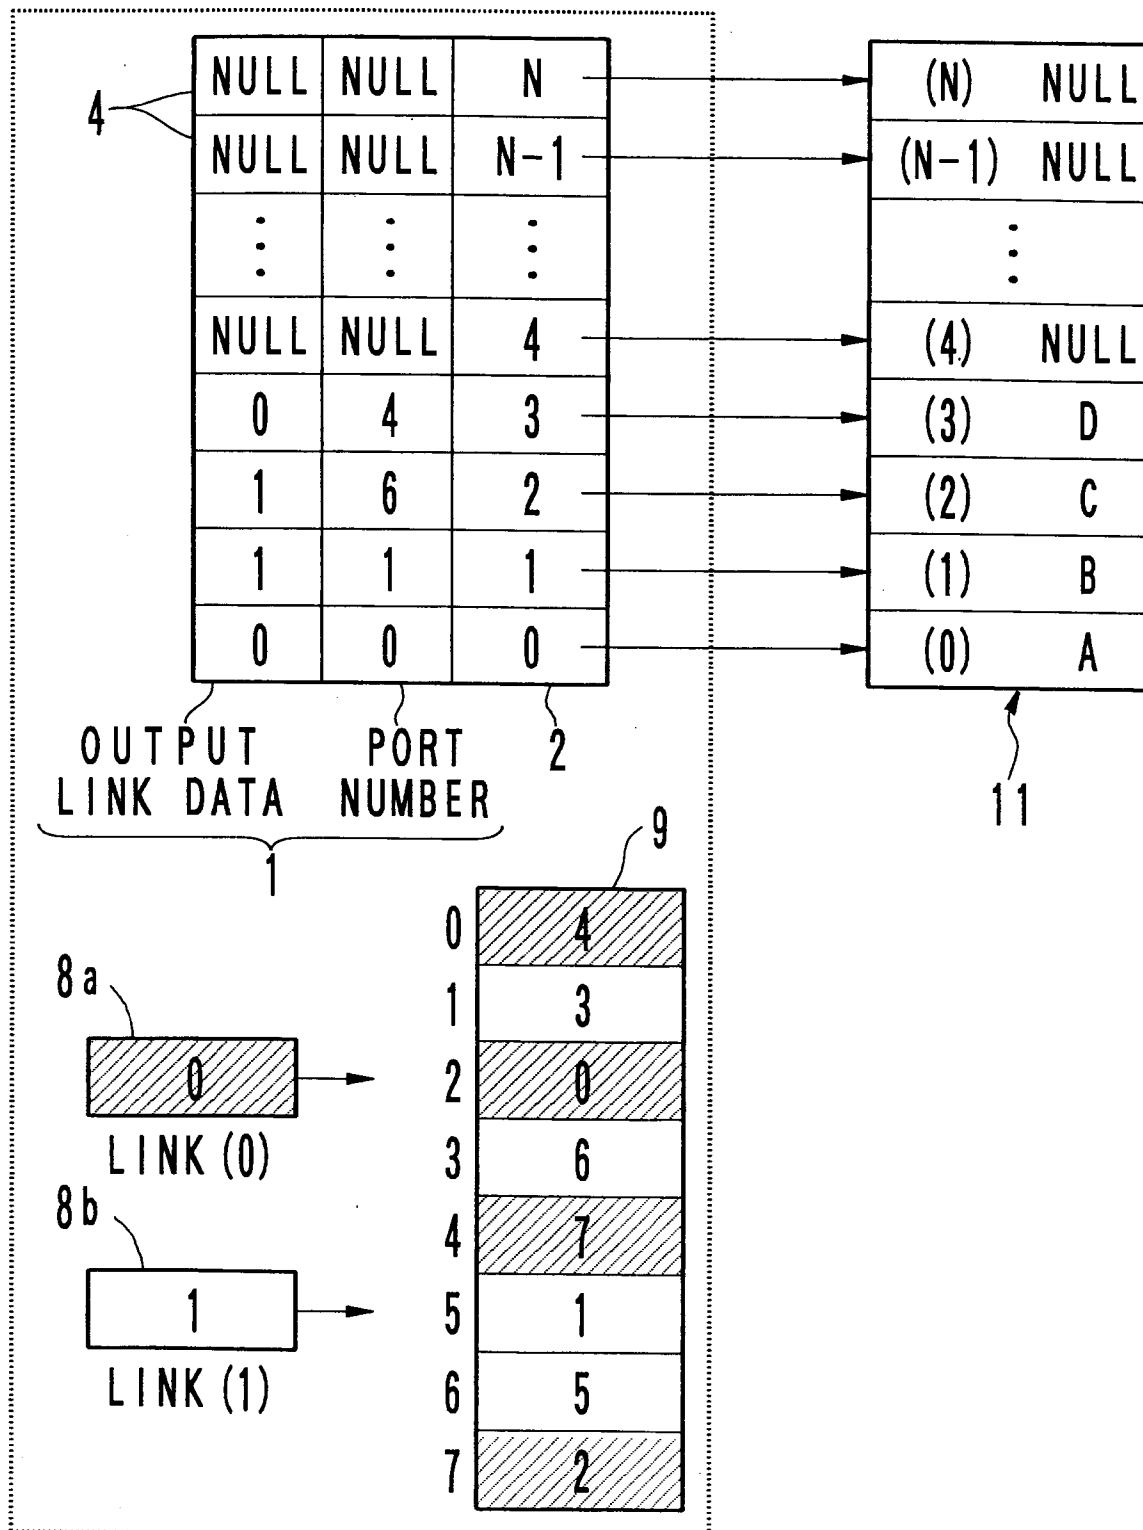 NULL NULL N (N) NULL
4
NULL NULL N-1 (N-1) NULL
NULL NULL 4 (4) NULL
0 4 3 (3) D
1 6 2 (2) C
1 1 1 (1) B
0 0 0 (0) A
OUTPUT PORT 2
LINK DATA NUMBER
11
1
9
0 4
8a
1 3
0
2 0
LINK (0)
3 6
8b
4 7
1
5 1
LINK (1)
6 5
7 2